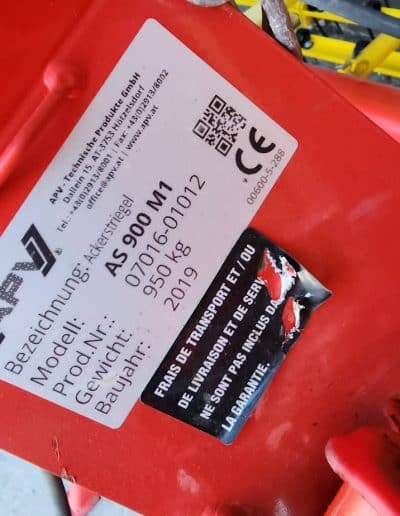 APV
®
APV - Technische Produkte GmbH
Dallein 15, AT-3753 Hötzelsdorf
Tel.: +43(0)2913/8001 | Fax: +43(0)2913/8002
office@apv.at | www.apv.at
CE
00600-5-288
Bezeichnung: Ackerstriegel
Modell: AS 900 M1
Prod.Nr.: 07016-01012
Gewicht: 950 kg
Baujahr: 2019
FRAIS DE TRANSPORT ET / OU
DE LIVRAISON ET DE SERV
NE SONT PAS INCLUS DA
LA GARANTIE.